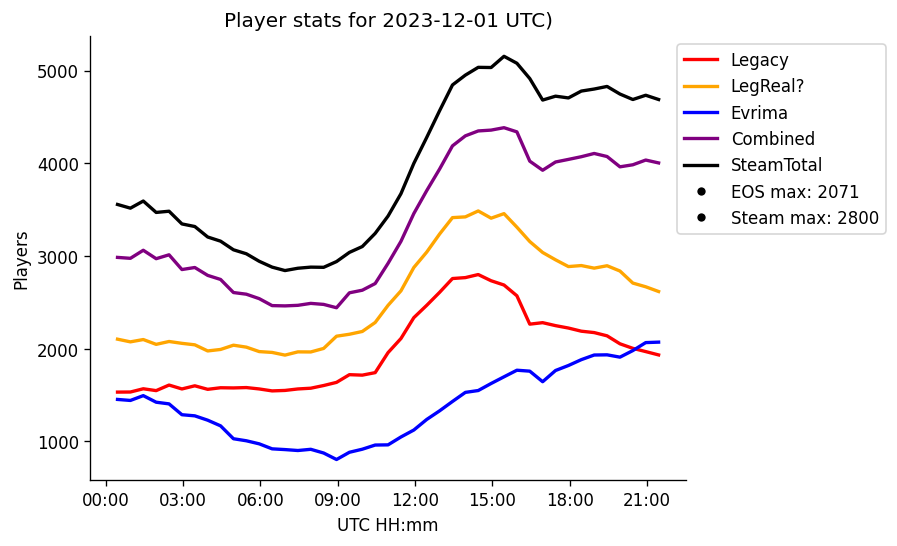 Player stats for 2023-12-01 UTC)
Players
5000
4000
3000
2000
1000
00:00 03:00 06:00 09:00 12:00 15:00 18:00 21:00
UTC HH:mm
Legacy
LegReal?
Evrima
Combined
SteamTotal
EOS max: 2071
Steam max: 2800